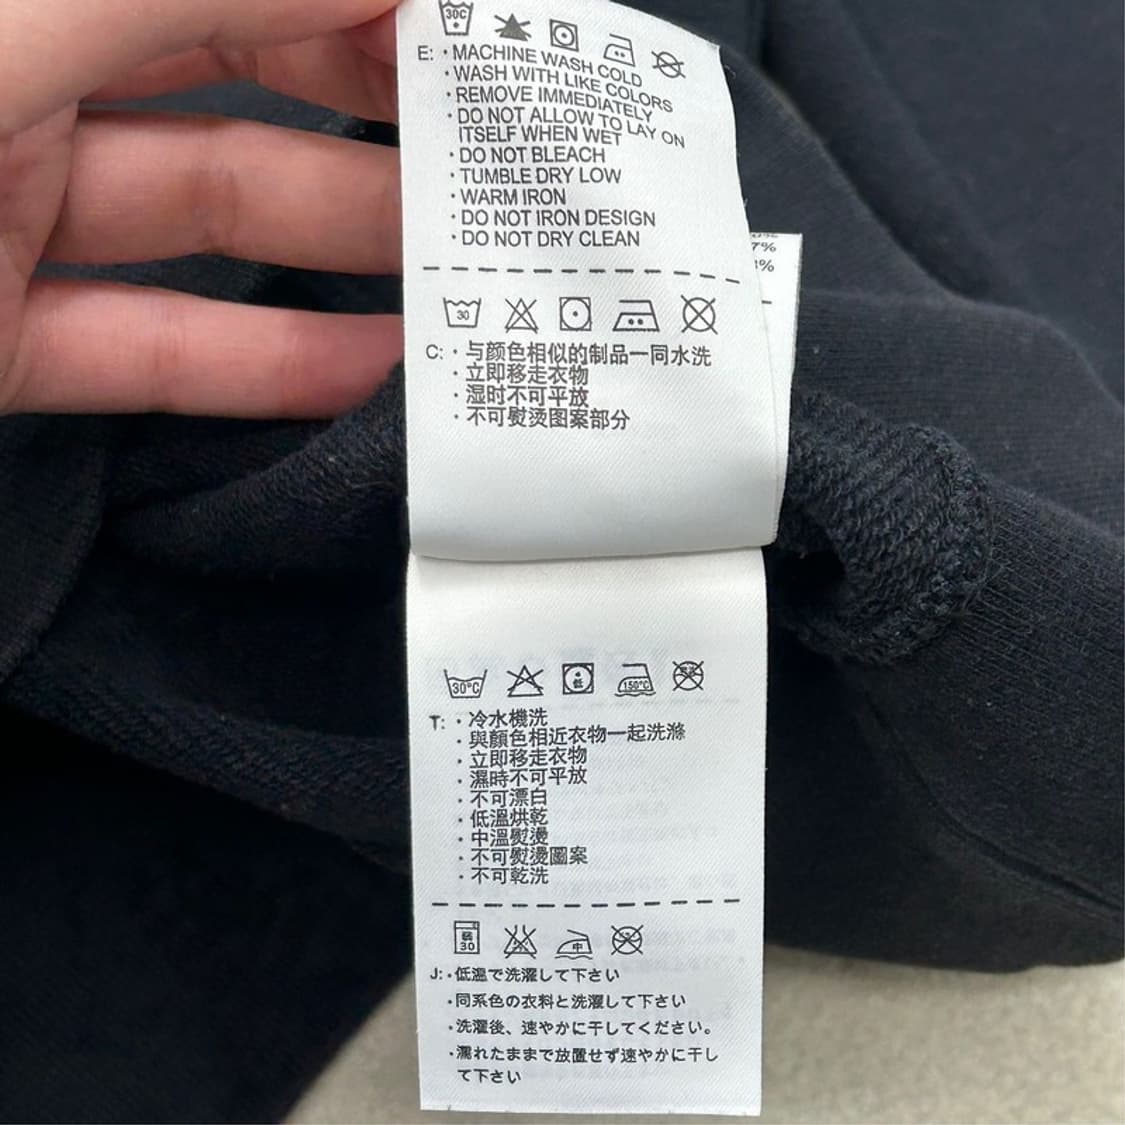 30C
E: · MACHINE WASH COLD
· WASH WITH LIKE COLORS
· REMOVE IMMEDIATELY
· DO NOT ALLOW TO LAY ON
ITSELF WHEN WET
· DO NOT BLEACH
· TUMBLE DRY LOW
· WARM IRON
· DO NOT IRON DESIGN
· DO NOT DRY CLEAN
7%
%
30
C: · 与颜色相似的制品一同水洗
· 立即移走衣物
· 湿时不可平放
· 不可熨烫图案部分
30°C 低 150°C
T: · 冷水機洗
· 與顏色相近衣物一起洗滌
· 立即移走衣物
· 濕時不可平放
· 不可漂白
· 低溫烘乾
· 中溫熨燙
· 不可熨燙圖案
· 不可乾洗
弱 30 中
J: · 低温で洗濯して下さい
· 同系色の衣料と洗濯して下さい
· 洗濯後、速やかに干してください。
· 濡れたままで放置せず速やかに干し
て下さい